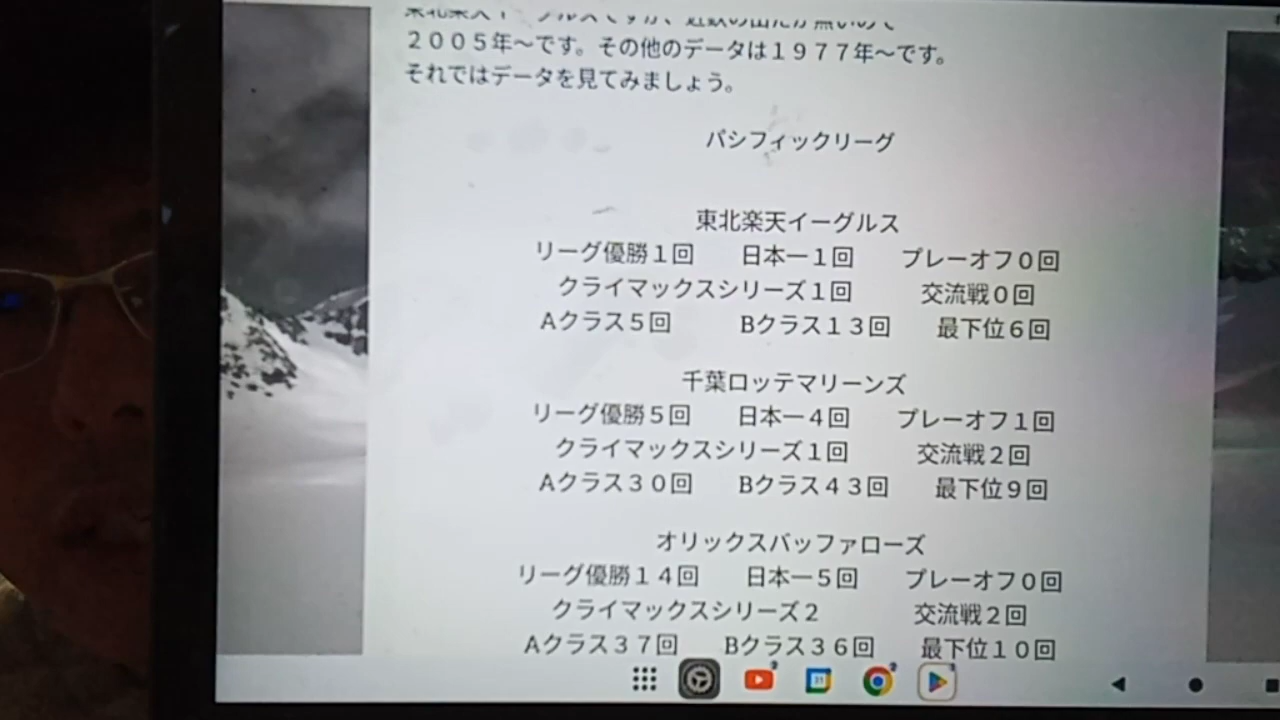 ２００５年～です。その他のデータは１９７７年～です。
それではデータを見てみましょう。
パシフィックリーグ
東北楽天イーグルス
リーグ優勝１回　日本一１回　プレーオフ０回
クライマックスシリーズ１回　交流戦０回
Aクラス５回　Bクラス１３回　最下位６回
千葉ロッテマリーンズ
リーグ優勝５回　日本一４回　プレーオフ１回
クライマックスシリーズ１回　交流戦２回
Aクラス３０回　Bクラス４３回　最下位９回
オリックスバッファローズ
リーグ優勝１４回　日本一５回　プレーオフ０回
クライマックスシリーズ２　交流戦２回
Aクラス３７回　Bクラス３６回　最下位１０回
31